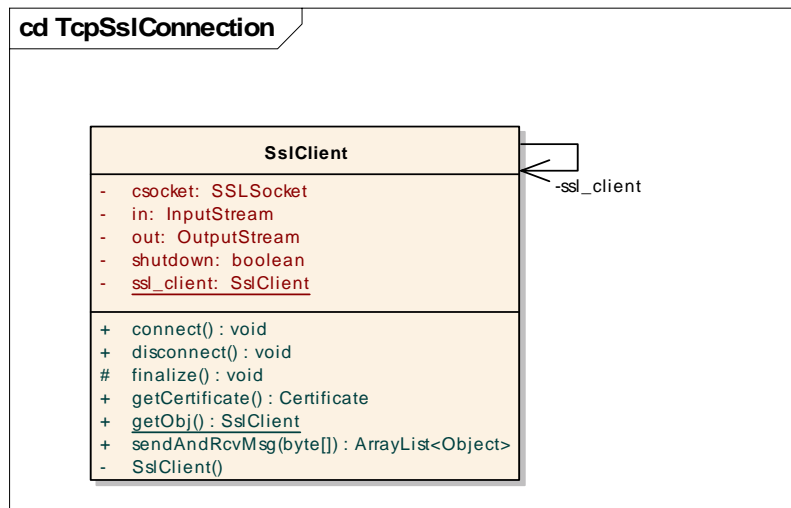 cd TcpSslConnection
SslClient
-ssl_client
- csocket: SSLSocket
- in: InputStream
- out: OutputStream
- shutdown: boolean
- ssl_client: SslClient
+ connect() : void
+ disconnect() : void
# finalize() : void
+ getCertificate() : Certificate
+ getObj() : SslClient
+ sendAndRcvMsg(byte[]) : ArrayList<Object>
- SslClient()